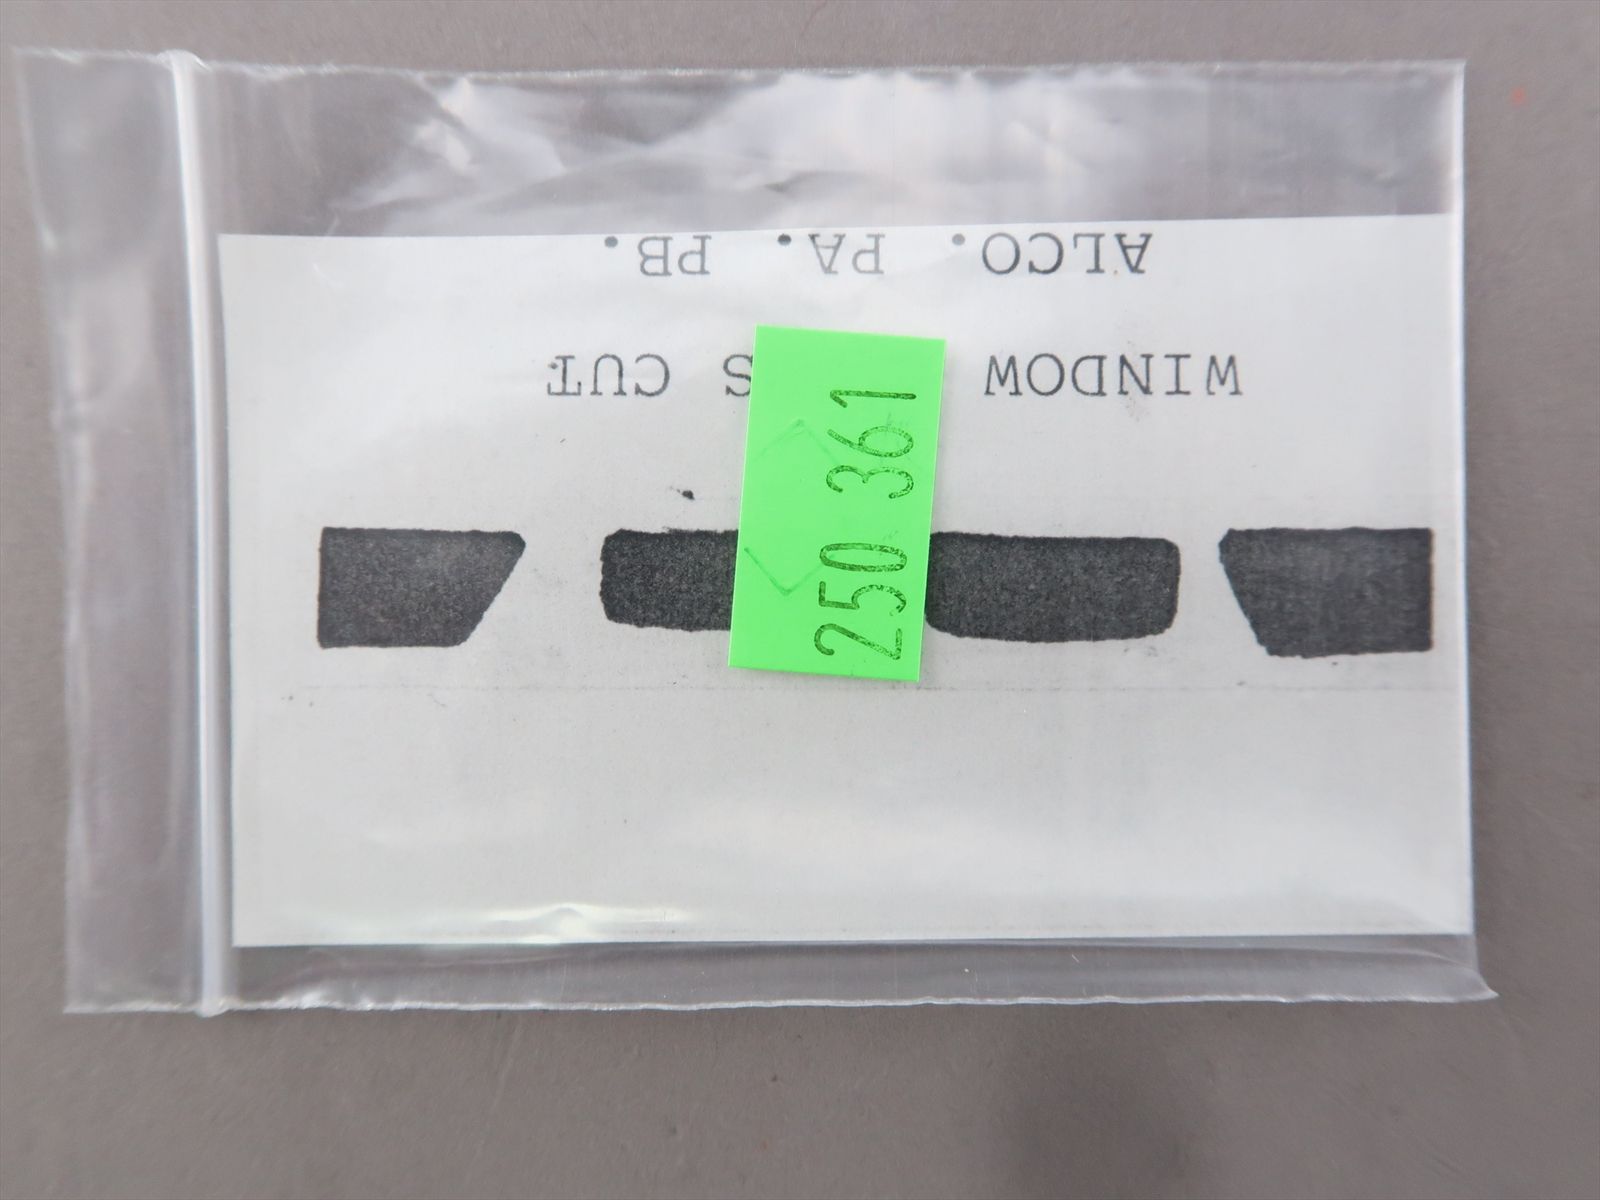 WINDOW S CUT
ALCO. PA. PB.
250 361